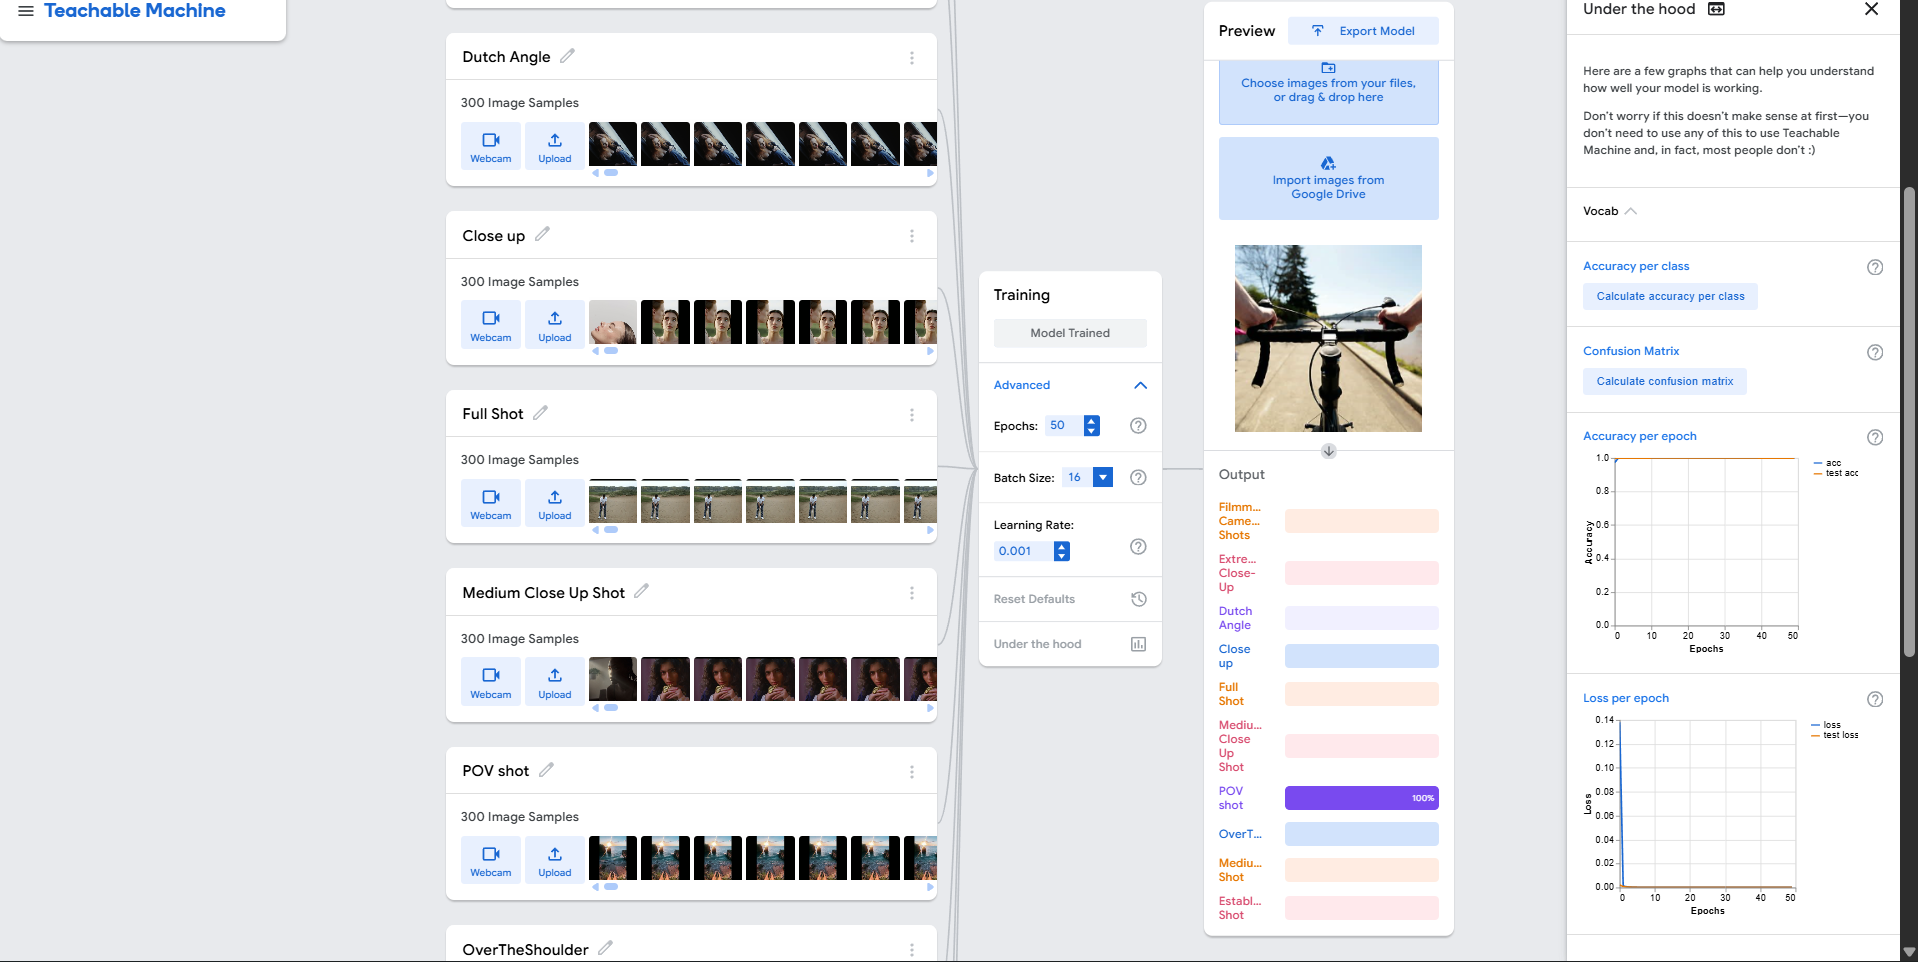 Teachable Machine
Dutch Angle
300 Image Samples
Webcam
Upload
Close up
300 Image Samples
Webcam
Upload
Full Shot
300 Image Samples
Webcam
Upload
Medium Close Up Shot
300 Image Samples
Webcam
Upload
POV shot
300 Image Samples
Webcam
Upload
OverTheShoulder
Training
Model Trained
Advanced
Epochs: 50
Batch Size: 16
Learning Rate:
0.001
Reset Defaults
Under the hood
Preview
Export Model
Choose images from your files,
or drag & drop here
Import images from
Google Drive
Output
Filmm...
Came...
Shots
Extre...
Close-
Up
Dutch
Angle
Close
up
Full
Shot
Mediu...
Close
Up
Shot
POV
shot
100%
OverT...
Mediu...
Shot
Establ...
Shot
Under the hood
Here are a few graphs that can help you understand
how well your model is working.
Don't worry if this doesn't make sense at first—you
don't need to use any of this to use Teachable
Machine and, in fact, most people don't :)
Vocab
Accuracy per class
Calculate accuracy per class
Confusion Matrix
Calculate confusion matrix
Accuracy per epoch
1.0
0.8
0.6
0.4
0.2
0.0
Accuracy
0 10 20 30 40 50
Epochs
acc
test acc
Loss per epoch
0.14
0.12
0.10
0.08
0.06
0.04
0.02
0.00
Loss
0 10 20 30 40 50
Epochs
loss
test loss